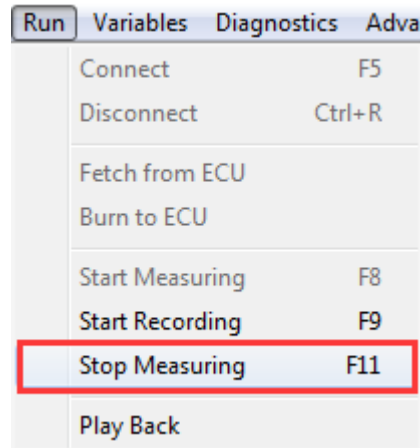 Run Variables Diagnostics Adva
Connect F5
Disconnect Ctrl+R
Fetch from ECU
Burn to ECU
Start Measuring F8
Start Recording F9
Stop Measuring F11
Play Back